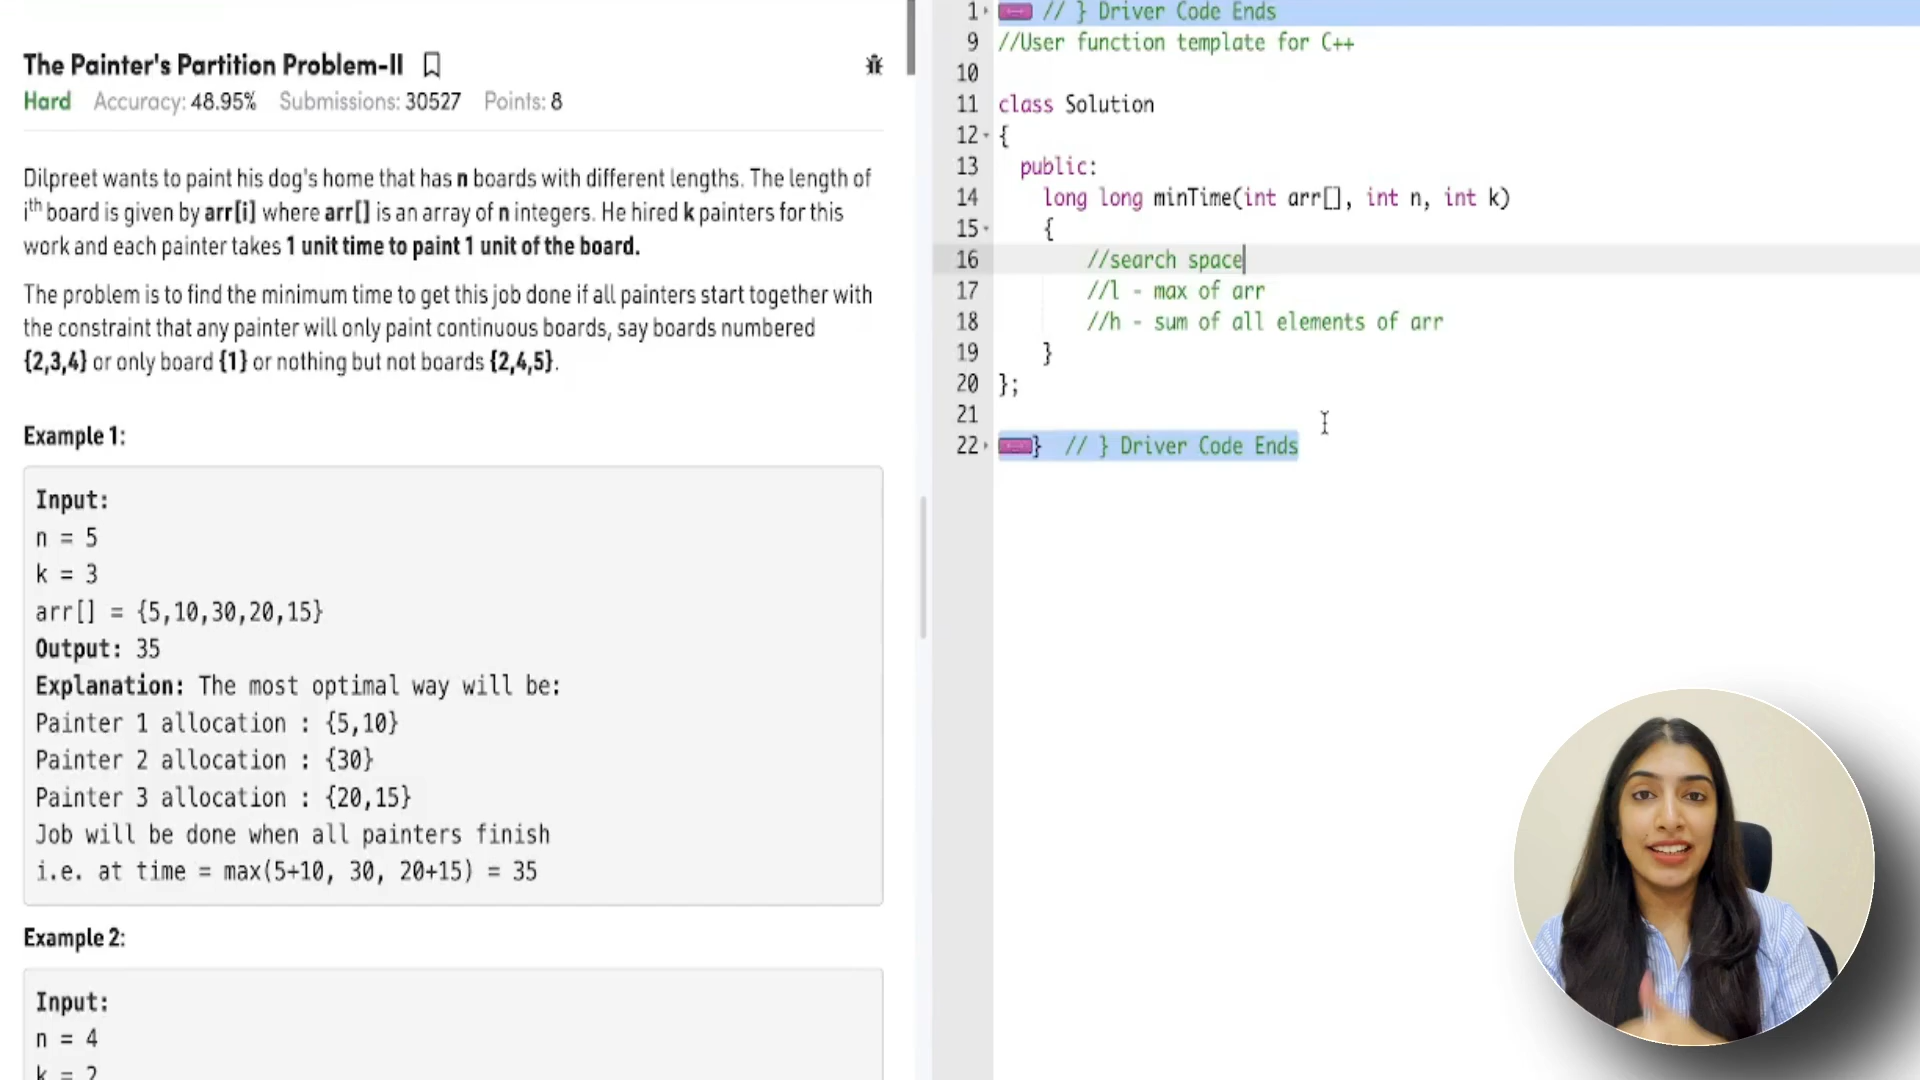 The Painter's Partition Problem-II
Hard Accuracy: 48.95% Submissions: 30527 Points: 8
Dilpreet wants to paint his dog's home that has n boards with different lengths. The length of
ith board is given by arr[i] where arr[] is an array of n integers. He hired k painters for this
work and each painter takes 1 unit time to paint 1 unit of the board.
The problem is to find the minimum time to get this job done if all painters start together with
the constraint that any painter will only paint continuous boards, say boards numbered
{2,3,4} or only board {1} or nothing but not boards {2,4,5}.
Example 1:
Input:
n = 5
k = 3
arr[] = {5,10,30,20,15}
Output: 35
Explanation: The most optimal way will be:
Painter 1 allocation : {5,10}
Painter 2 allocation : {30}
Painter 3 allocation : {20,15}
Job will be done when all painters finish
i.e. at time = max(5+10, 30, 20+15) = 35
Example 2:
Input:
n = 4
k = 2
1 // } Driver Code Ends
9 //User function template for C++
10
11 class Solution
12 {
13 public:
14 long long minTime(int arr[], int n, int k)
15 {
16 //search space
17 //l - max of arr
18 //h - sum of all elements of arr
19 }
20 };
21
22 } // } Driver Code Ends